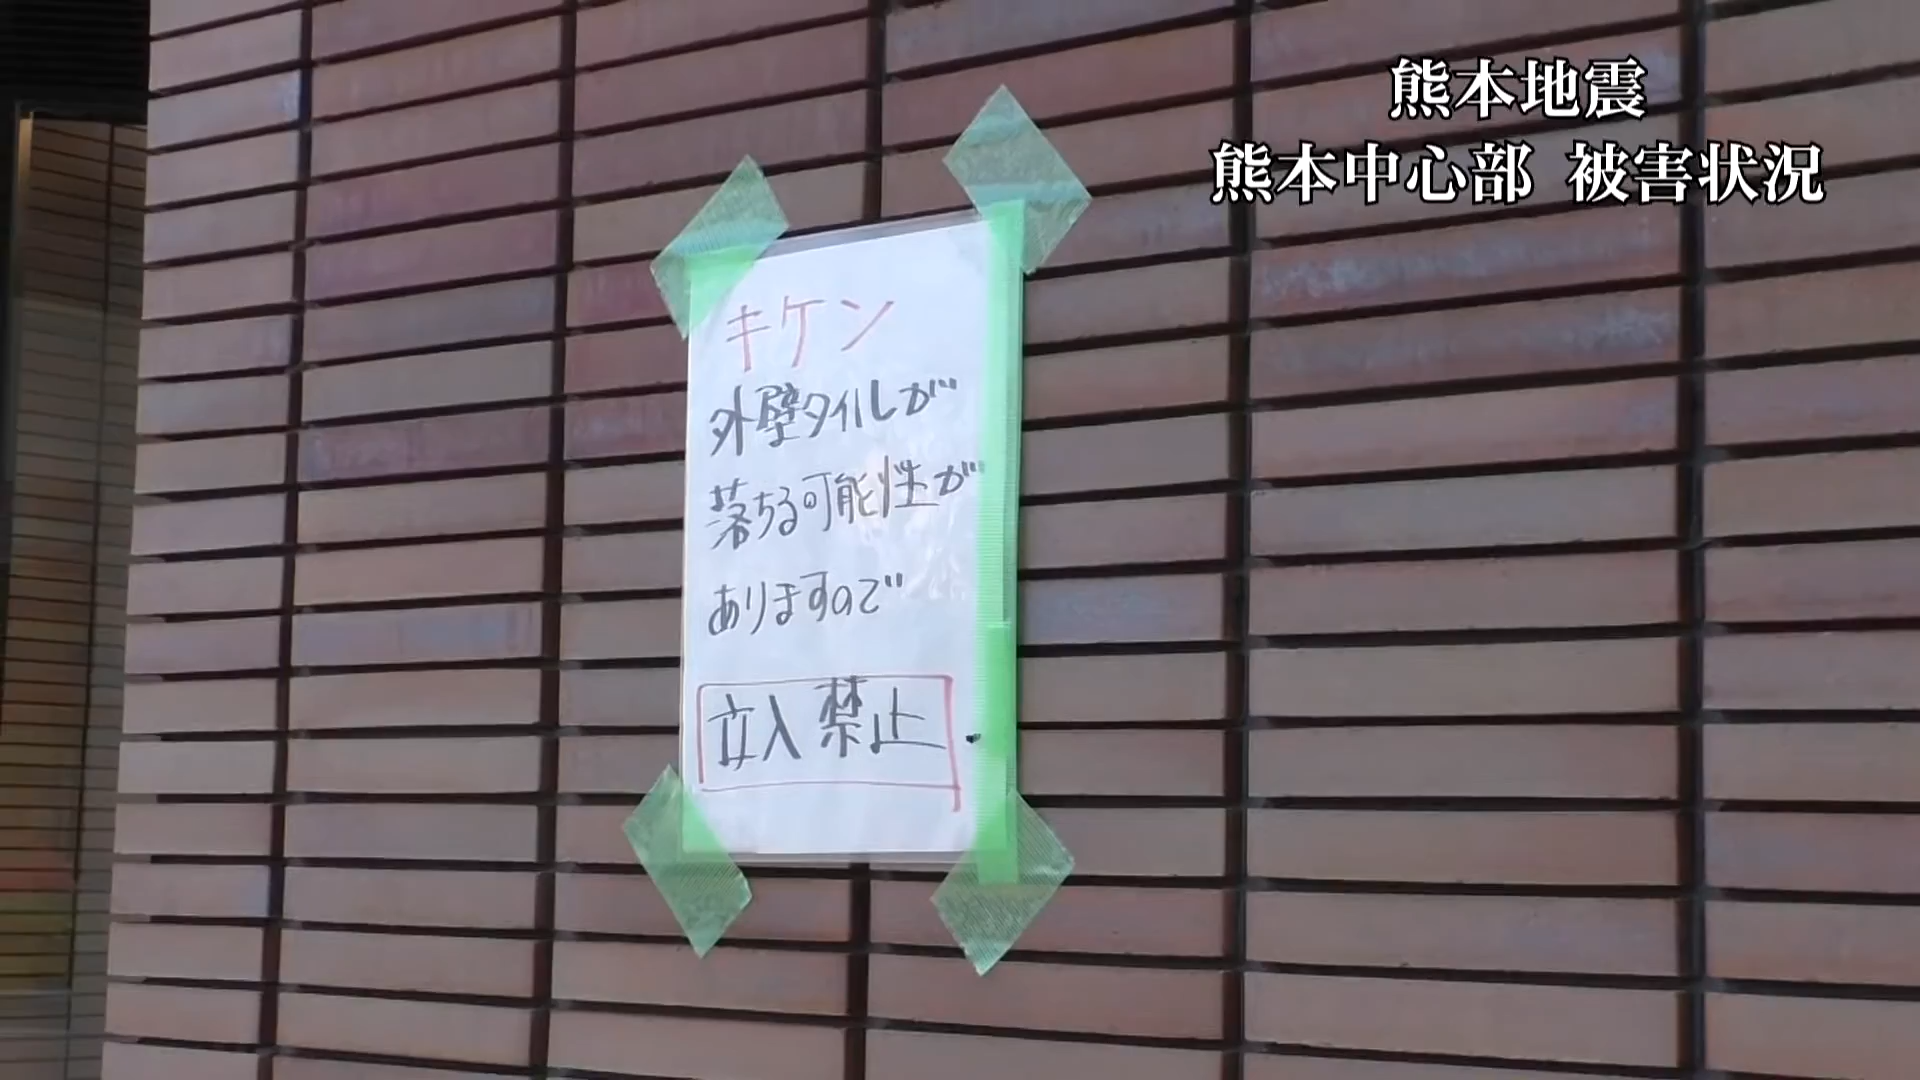 熊本地震
熊本中心部 被害状況
キケン
外壁タイルが
落ちる可能性が
ありますので
立入禁止